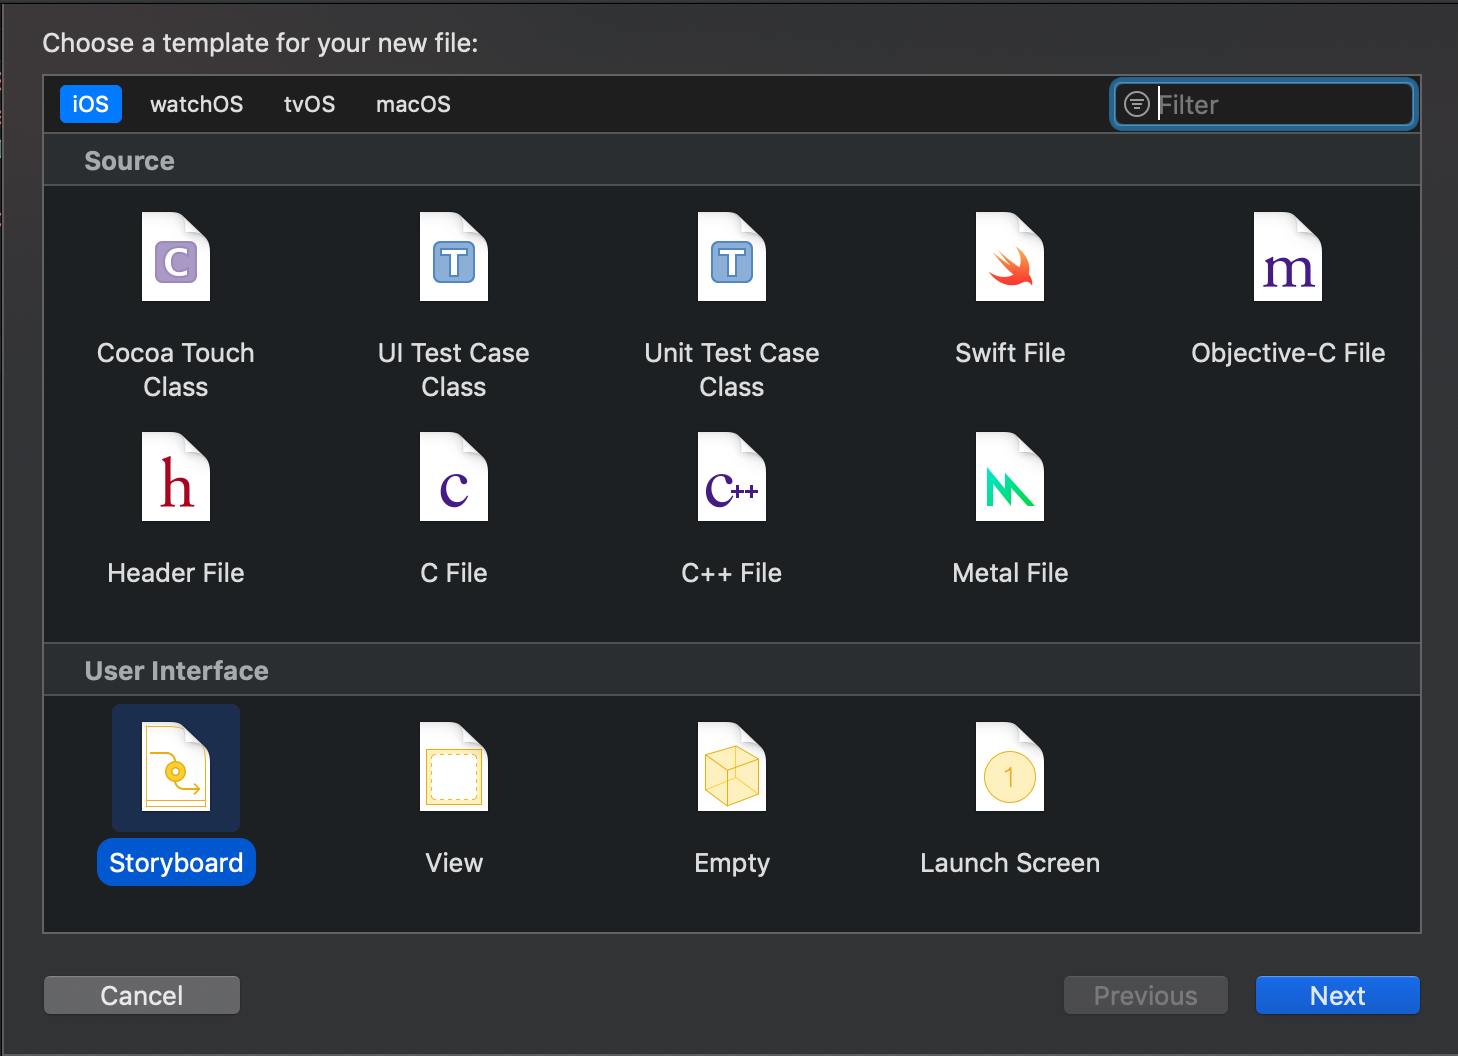 Choose a template for your new file:
iOS watchOS tvOS macOS Filter
Source
C T T m
Cocoa Touch Class
UI Test Case Class
Unit Test Case Class
Swift File
Objective-C File
h c c++
Header File
C File
C++ File
Metal File
User Interface
1
Storyboard
View
Empty
Launch Screen
Cancel Previous Next